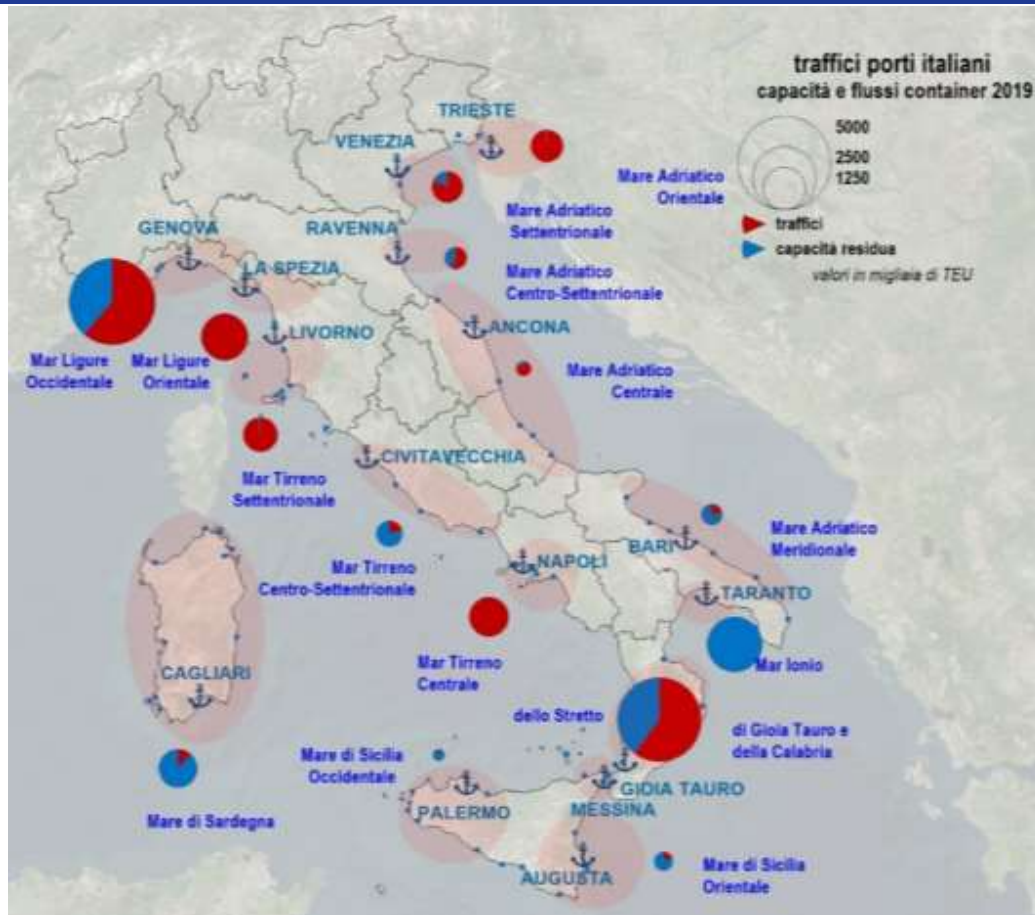 traffici porti italiani
capacità e flussi container 2019
5000
2500
1250
traffici
capacità residua
valori in migliaia di TEU
TRIESTE
VENEZIA
Mare Adriatico
Orientale
Mare Adriatico
Settentrionale
GENOVA
RAVENNA
LA SPEZIA
Mare Adriatico
Centro-Settentrionale
LIVORNO
ANCONA
Mar Ligure
Occidentale
Mar Ligure
Orientale
Mare Adriatico
Centrale
CIVITAVECCHIA
Mar Tirreno
Settentrionale
Mare Adriatico
Meridionale
BARI
NAPOLI
Mar Tirreno
Centro-Settentrionale
TARANTO
Mar Tirreno
Centrale
Mar Ionio
CAGLIARI
dello Stretto
di Gioia Tauro e
della Calabria
Mare di Sicilia
Occidentale
GIOIA TAURO
MESSINA
PALERMO
Mare di Sardegna
AUGUSTA
Mare di Sicilia
Orientale